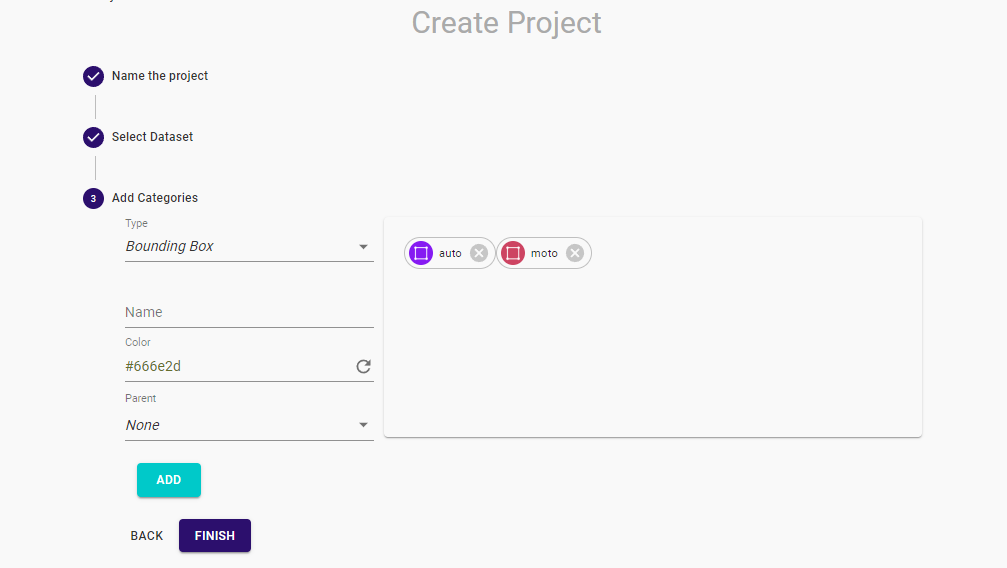 Create Project
Name the project
Select Dataset
3 Add Categories
Type
Bounding Box
auto moto
Name
Color
#666e2d
Parent
None
ADD
BACK FINISH